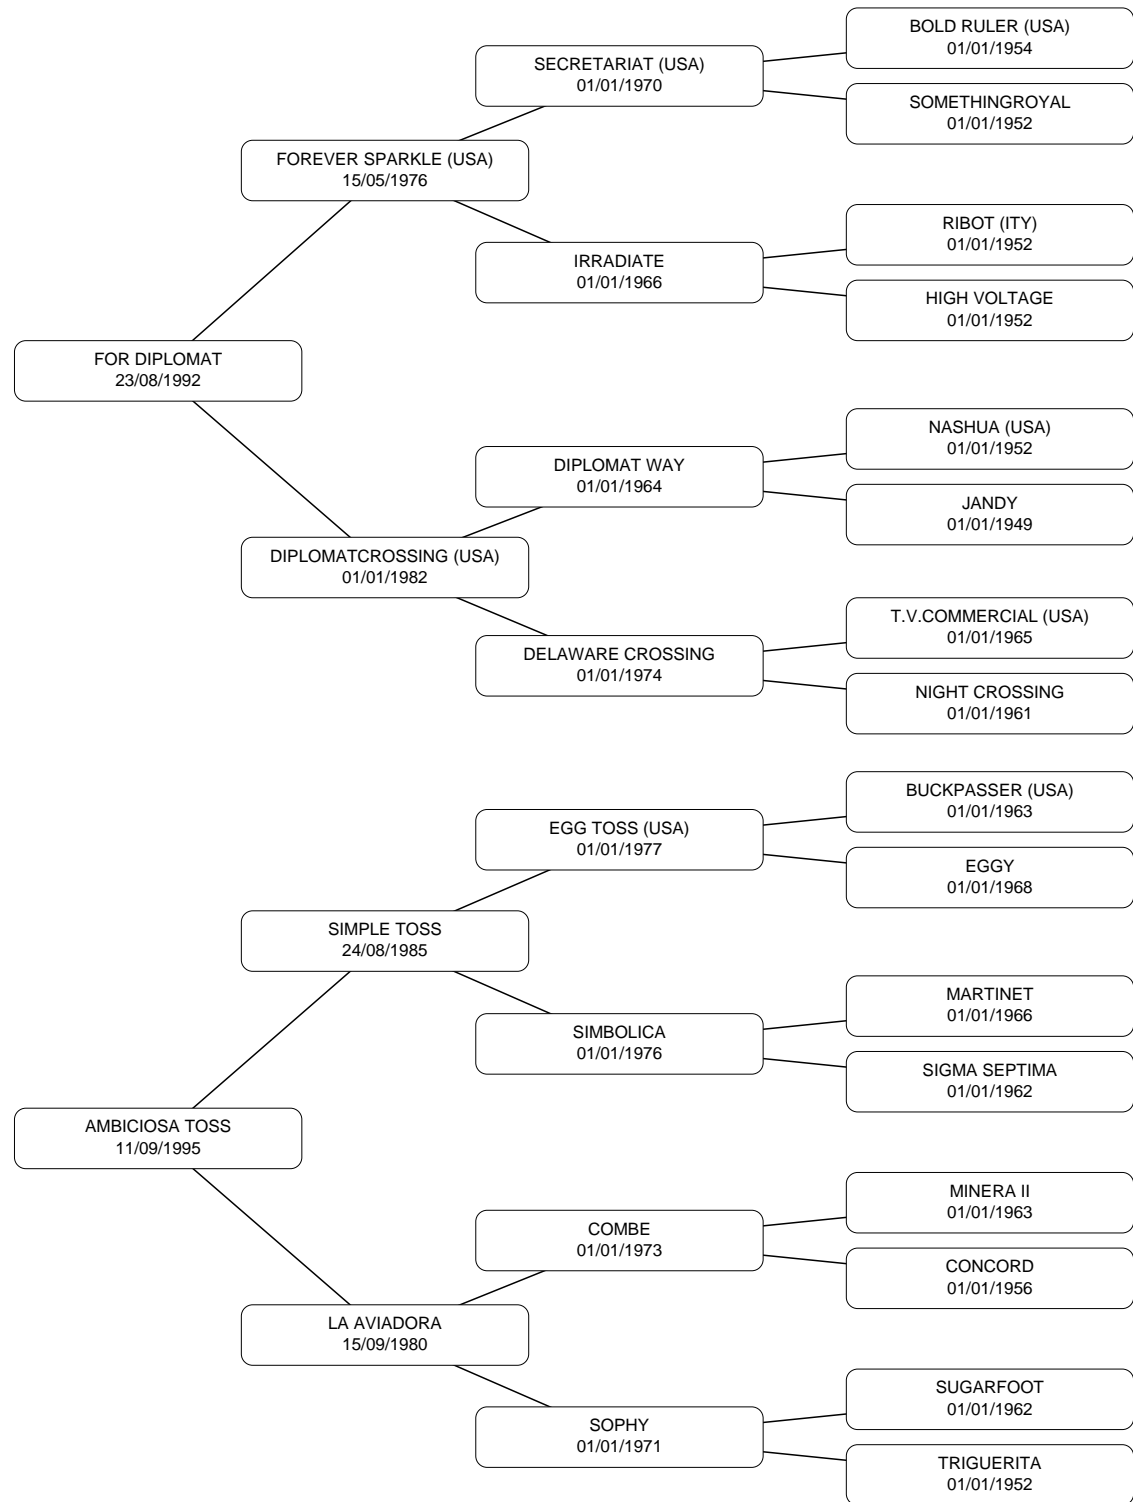 BOLD RULER (USA)
01/01/1954
SECRETARIAT (USA)
01/01/1970
SOMETHINGROYAL
01/01/1952
FOREVER SPARKLE (USA)
15/05/1976
RIBOT (ITY)
01/01/1952
IRRADIATE
01/01/1966
HIGH VOLTAGE
01/01/1952
FOR DIPLOMAT
23/08/1992
NASHUA (USA)
01/01/1952
DIPLOMAT WAY
01/01/1964
JANDY
01/01/1949
DIPLOMATCROSSING (USA)
01/01/1982
T.V.COMMERCIAL (USA)
01/01/1965
DELAWARE CROSSING
01/01/1974
NIGHT CROSSING
01/01/1961
BUCKPASSER (USA)
01/01/1963
EGG TOSS (USA)
01/01/1977
EGGY
01/01/1968
SIMPLE TOSS
24/08/1985
MARTINET
01/01/1966
SIMBOLICA
01/01/1976
SIGMA SEPTIMA
01/01/1962
AMBICIOSA TOSS
11/09/1995
MINERA II
01/01/1963
COMBE
01/01/1973
CONCORD
01/01/1956
LA AVIADORA
15/09/1980
SUGARFOOT
01/01/1962
SOPHY
01/01/1971
TRIGUERITA
01/01/1952